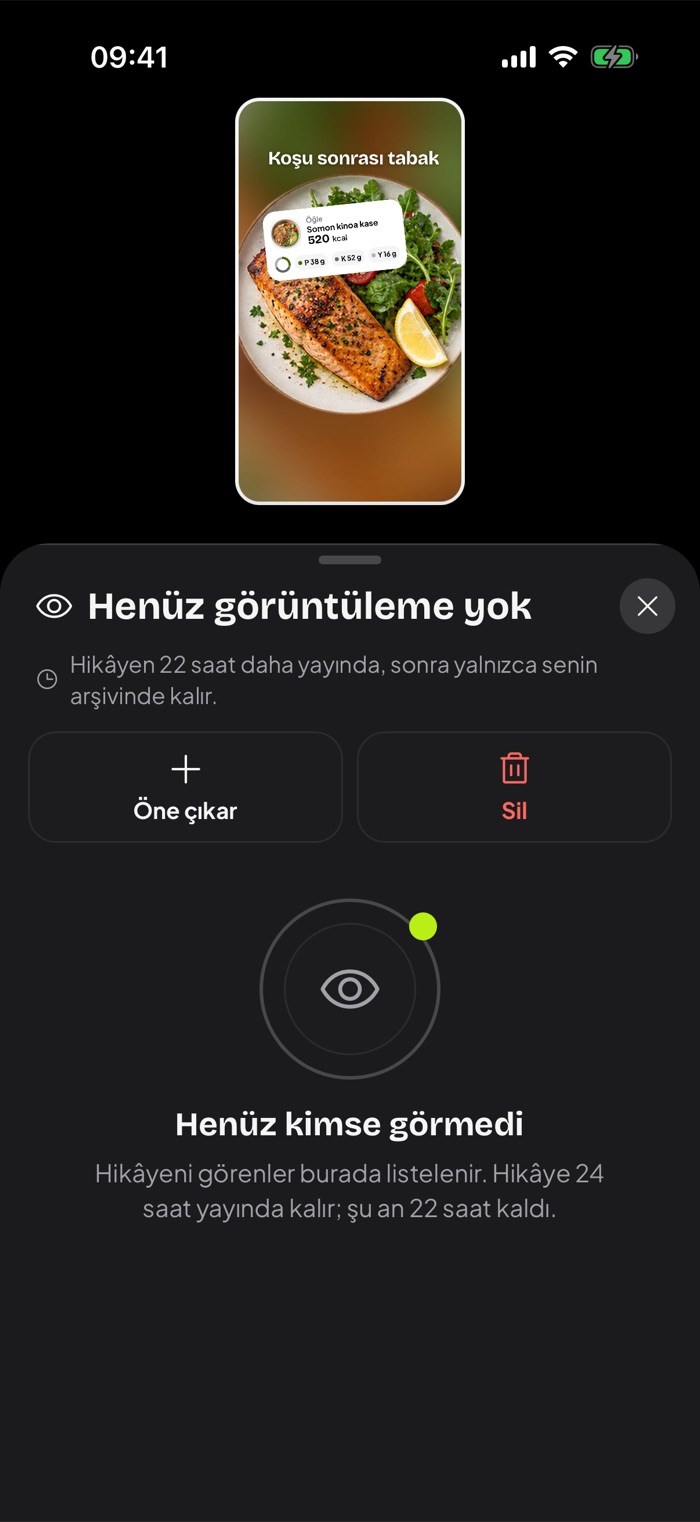 09:41
Koşu sonrası tabak
Öğle
Somon kinoa kase
520 kcal
P 38 g K 52 g Y 16 g
Henüz görüntüleme yok
Hikâyen 22 saat daha yayında, sonra yalnızca senin
arşivinde kalır.
Öne çıkar
Sil
Henüz kimse görmedi
Hikâyeni görenler burada listelenir. Hikâye 24
saat yayında kalır; şu an 22 saat kaldı.